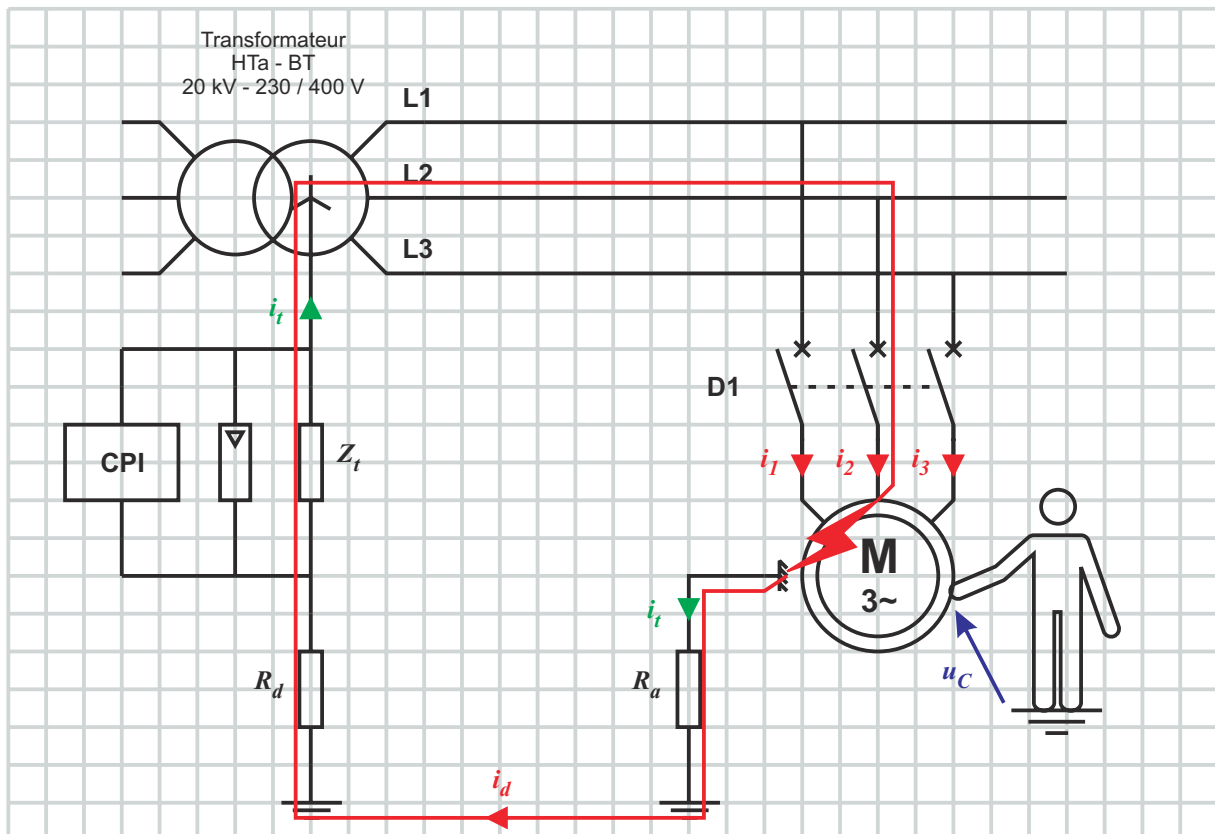 Transformateur
HTa - BT
20 kV - 230 / 400 V
L1
L2
L3
i_t
D1
CPI
Z_t
i_1
i_2
i_3
M
3~
i_t
R_d
R_a
u_C
i_d